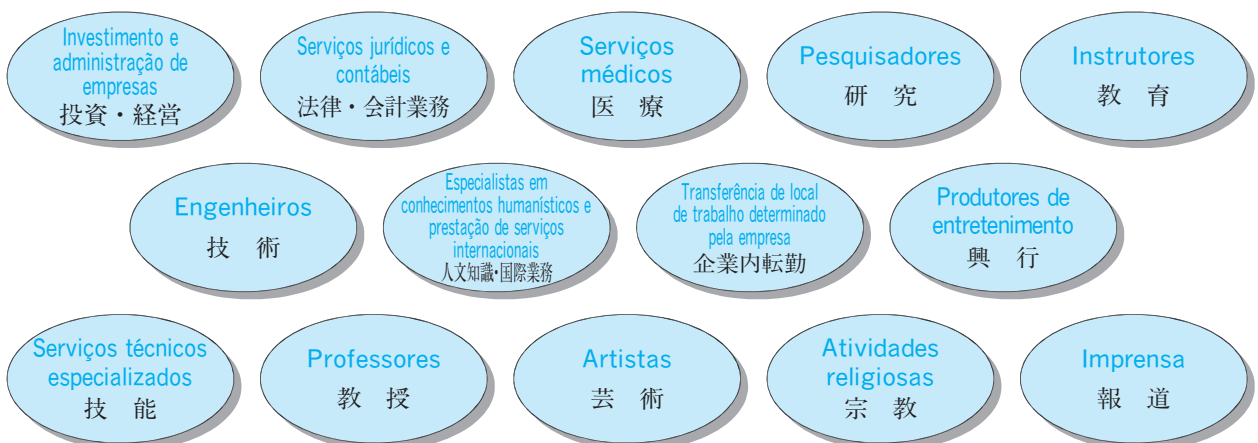 Investimento e
administração de
empresas
投資・経営
Serviços jurídicos e
contábeis
法律・会計業務
Serviços
médicos
医　療
Pesquisadores
研　究
Instrutores
教　育
Engenheiros
技　術
Especialistas em
conhecimentos humanísticos e
prestação de serviços
internacionais
人文知識・国際業務
Transferência de local
de trabalho determinado
pela empresa
企業内転勤
Produtores de
entretenimento
興　行
Serviços técnicos
especializados
技　能
Professores
教　授
Artistas
芸　術
Atividades
religiosas
宗　教
Imprensa
報　道